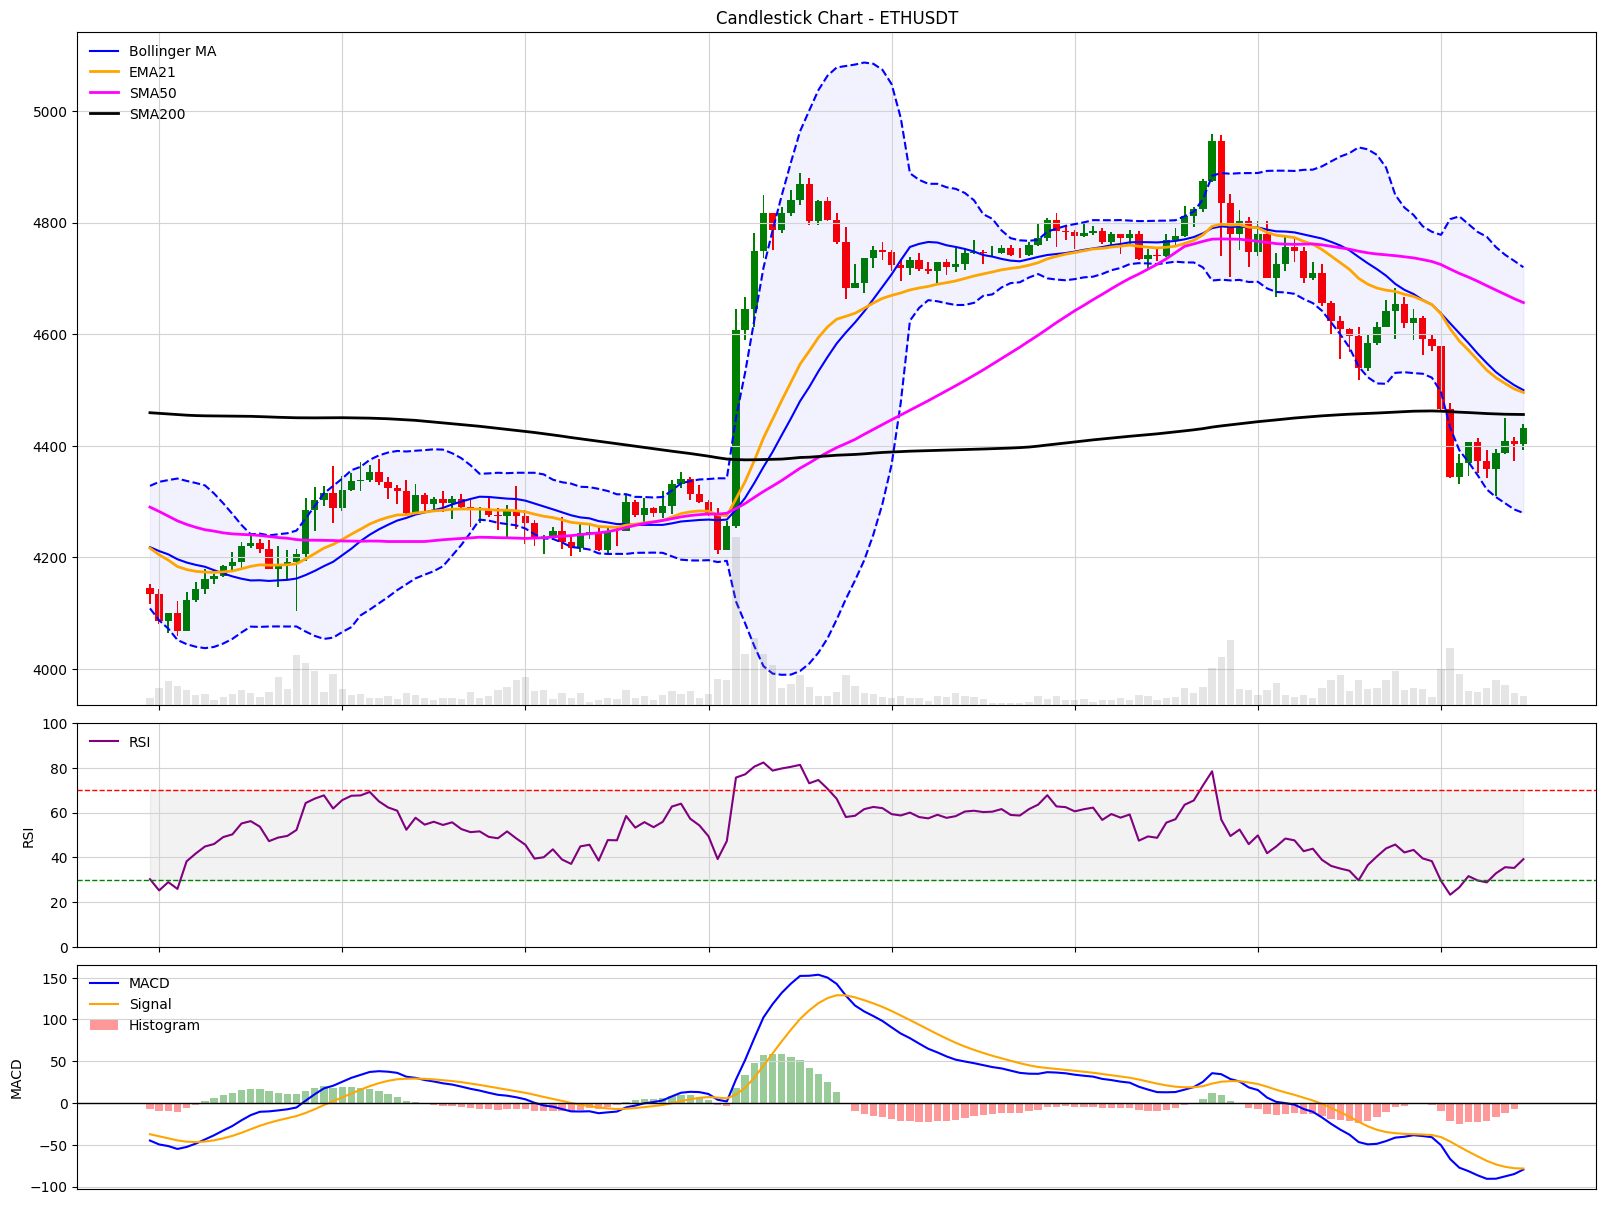 Candlestick Chart - ETHUSDT
Bollinger MA
EMA21
SMA50
SMA200
5000
4800
4600
4400
4200
4000
RSI
100
80
60
40
20
0
RSI
MACD
Signal
Histogram
150
100
50
0
−50
−100
MACD